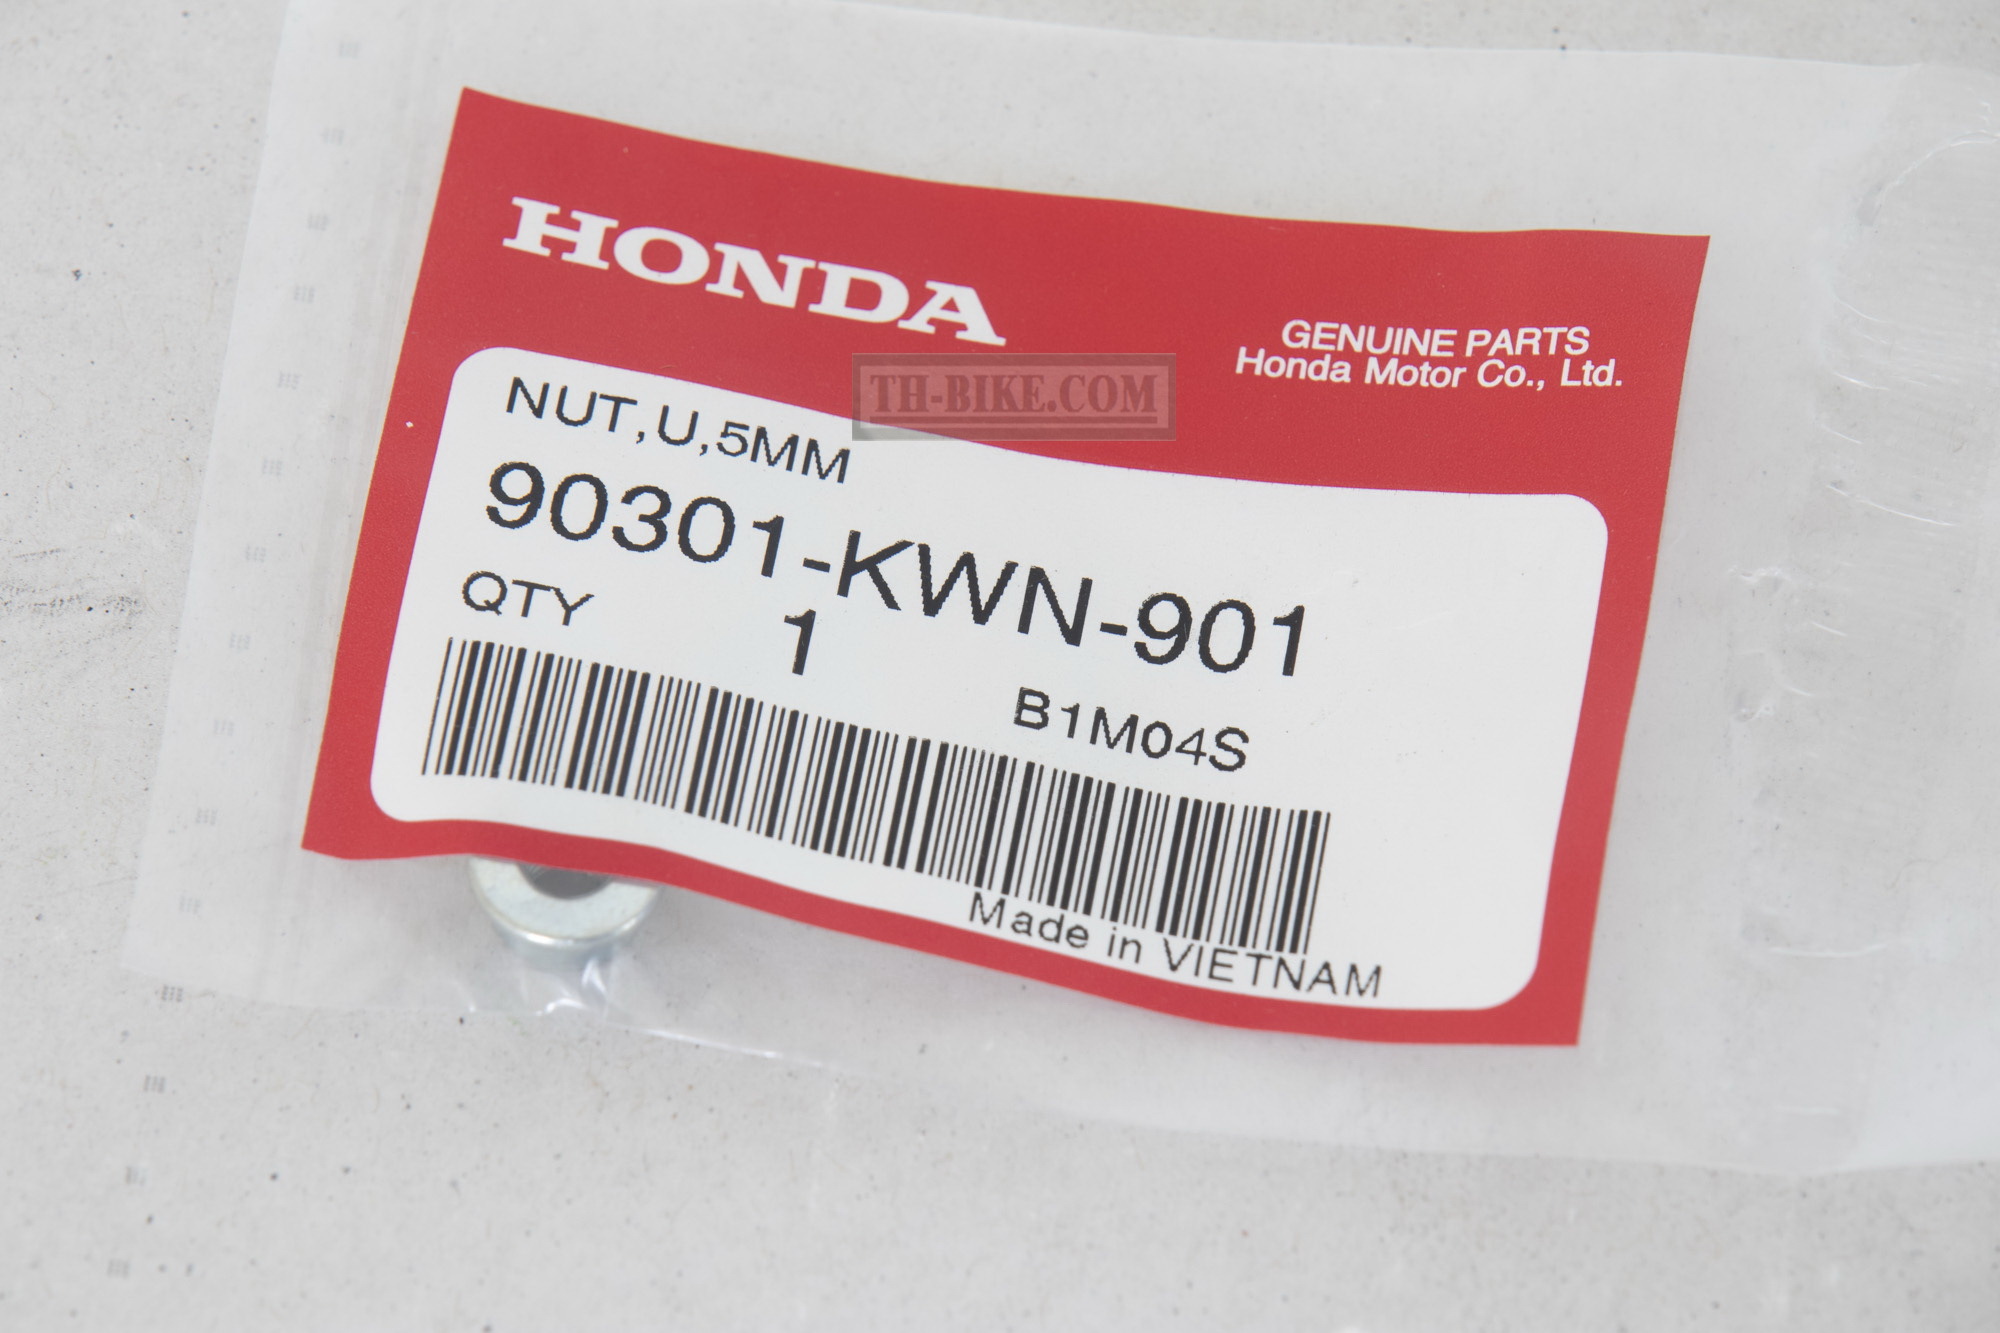 HONDA
GENUINE PARTS
Honda Motor Co., Ltd.
TH-BIKE.COM
NUT,U,5MM
90301-KWN-901
QTY 1
B1M04S
Made in VIETNAM